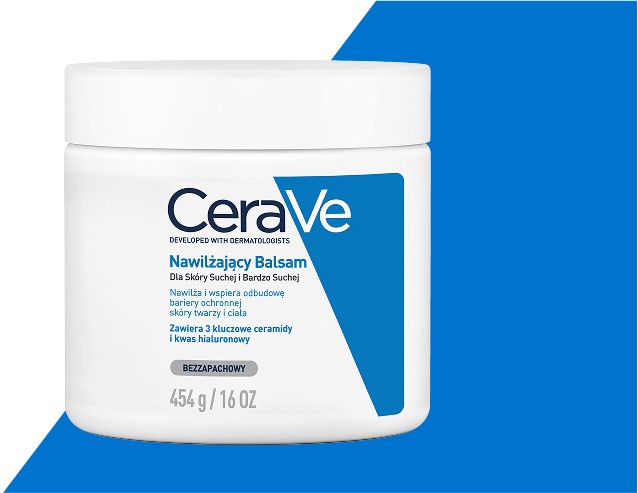 CeraVe
DEVELOPED WITH DERMATOLOGISTS
Nawilżający Balsam
Dla Skóry Suchej i Bardzo Suchej
Nawilża i wspiera odbudowę
bariery ochronnej
skóry twarzy i ciała
Zawiera 3 kluczowe ceramidy
i kwas hialuronowy
BEZZAPACHOWY
454 g / 16 OZ